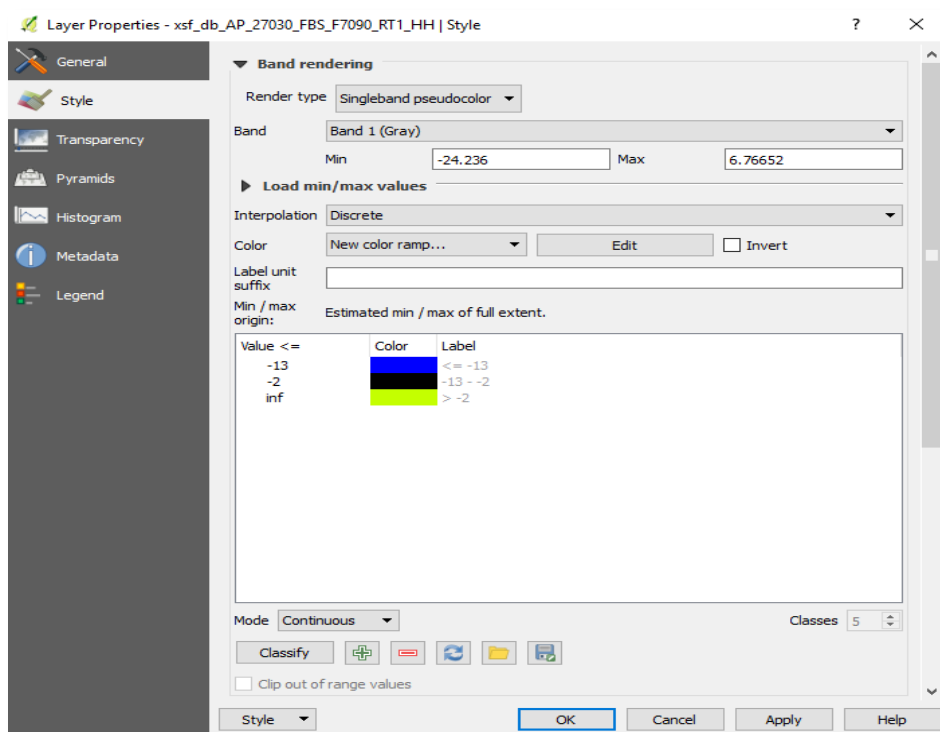 Layer Properties - xsf_db_AP_27030_FBS_F7090_RT1_HH | Style ?
General
Style
Transparency
Pyramids
Histogram
Metadata
Legend
Band rendering
Render type Singleband pseudocolor
Band Band 1 (Gray)
Min -24.236 Max 6.76652
Load min/max values
Interpolation Discrete
Color New color ramp... Edit Invert
Label unit
suffix
Min / max
origin: Estimated min / max of full extent.
Value <= Color Label
-13 <= -13
-2 -13 - -2
inf > -2
Mode Continuous Classes 5
Classify
Clip out of range values
Style OK Cancel Apply Help